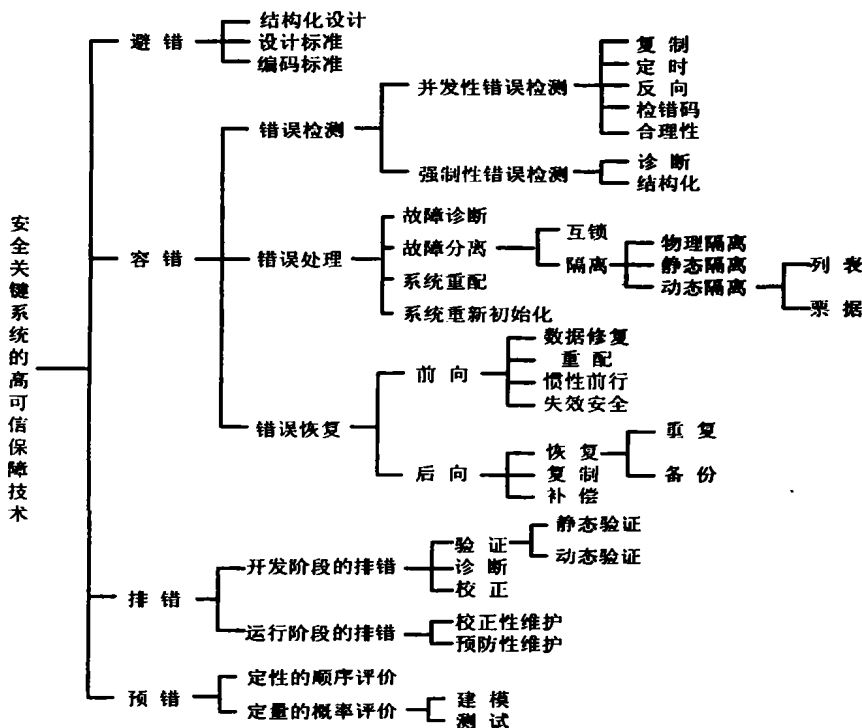 安全关键系统的高可信保障技术
避错
结构化设计
设计标准
编码标准
容错
错误检测
并发性错误检测
复制
定时
反向
检错码
合理性
强制性错误检测
诊断
结构化
错误处理
故障诊断
故障分离
互锁
隔离
物理隔离
静态隔离
动态隔离
列表
票据
系统重配
系统重新初始化
错误恢复
前向
数据修复
重配
惯性前行
失效安全
后向
恢复
重复
备份
复制
补偿
排错
开发阶段的排错
验证
静态验证
动态验证
诊断
校正
运行阶段的排错
校正性维护
预防性维护
预错
定性的顺序评价
定量的概率评价
建模
测试